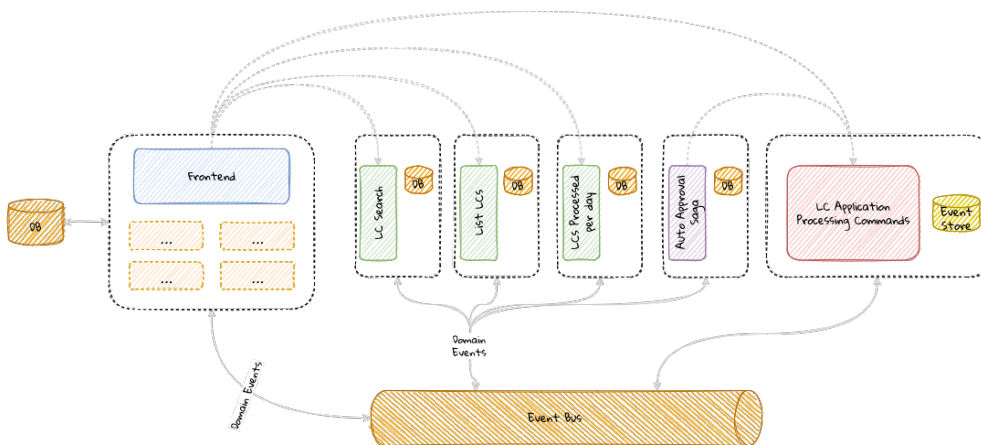 Frontend
DB
...
...
...
...
LC Search
DB
List LCs
DB
LCs Processed
per day
DB
Auto Approval
Saga
DB
LC Application
Processing Commands
Event
Store
Domain
Events
Domain Events
Event Bus